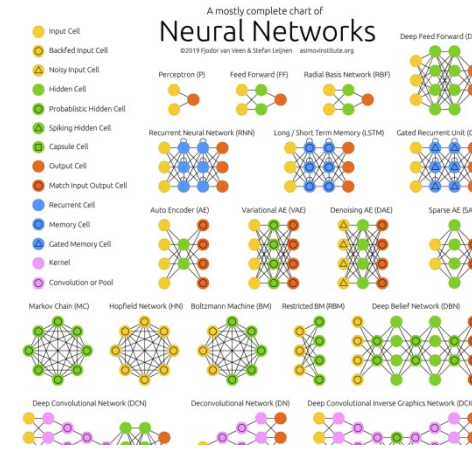 A mostly complete chart of
Neural Networks
©2019 Fjodor van Veen & Stefan Leijnen asimovinstitute.org
Input Cell
Backfed Input Cell
Noisy Input Cell
Hidden Cell
Probablistic Hidden Cell
Spiking Hidden Cell
Capsule Cell
Output Cell
Match Input Output Cell
Recurrent Cell
Memory Cell
Gated Memory Cell
Kernel
Convolution or Pool
Deep Feed Forward (D
Perceptron (P) Feed Forward (FF) Radial Basis Network (RBF)
Recurrent Neural Network (RNN) Long / Short Term Memory (LSTM) Gated Recurrent Unit (
Auto Encoder (AE) Variational AE (VAE) Denoising AE (DAE) Sparse AE (SA
Markov Chain (MC) Hopfield Network (HN) Boltzmann Machine (BM) Restricted BM (RBM) Deep Belief Network (DBN)
Deep Convolutional Network (DCN) Deconvolutional Network (DN) Deep Convolutional Inverse Graphics Network (DCI